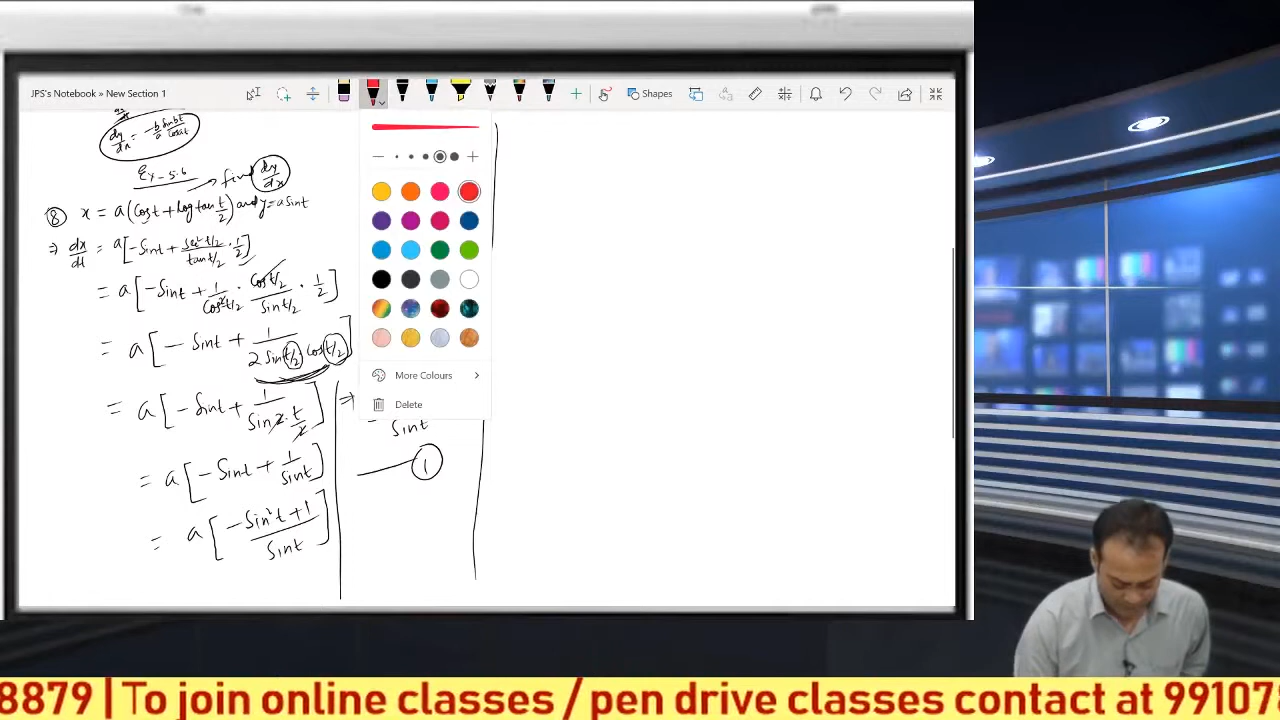 JPS's Notebook » New Section 1
Shapes
dy/dx = -b/a sinbt/cosat
Ex-5.6
find dy/dx
⑧ x = a(Cost + log tan t/2) and y = a Sint
⇒ dx/dt = a[-Sint + sec²t/2 / tan t/2 · 1/2]
= a[-Sint + 1/cos²t/2 · Cos t/2 / Sin t/2 · 1/2]
= a[-Sint + 1/2 Sin t/2 Cos t/2]
= a[-Sint + 1/Sin 2·t/2]
= a[-Sint + 1/Sint]
= a[-Sin²t+1/Sint]
⇒
Sint
①
More Colours
Delete
8879 | To join online classes / pen drive classes contact at 99107